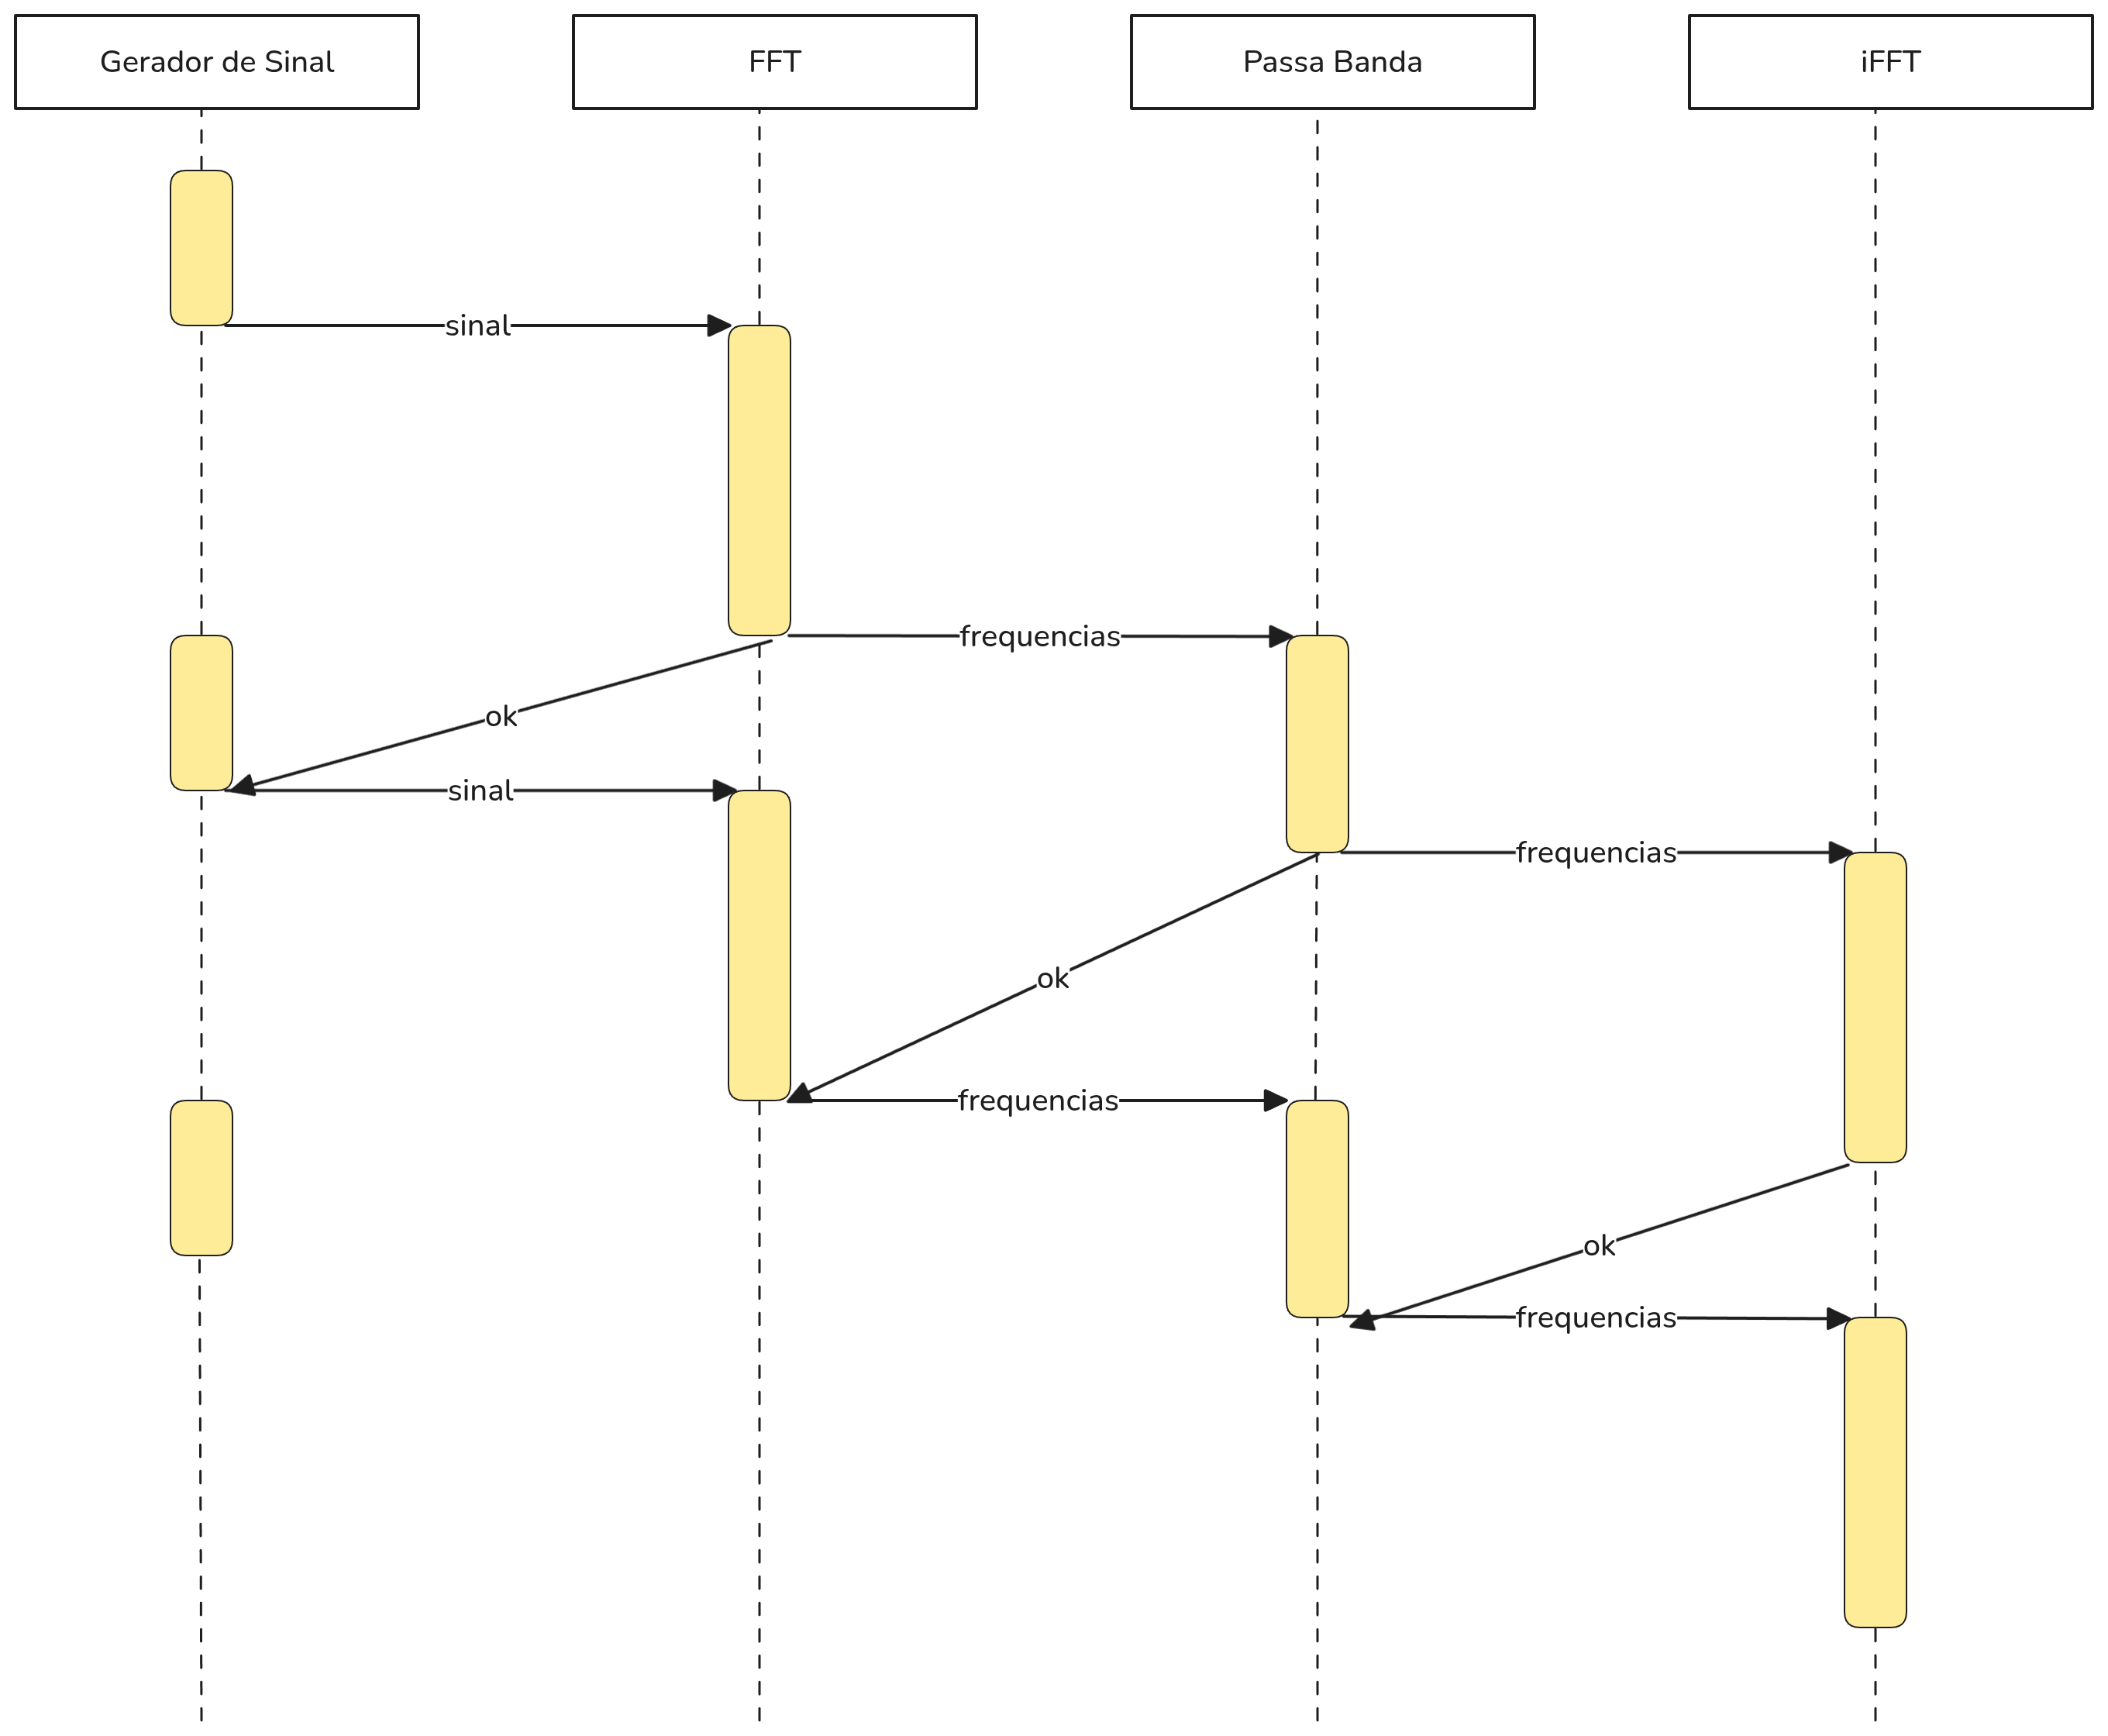 Gerador de Sinal
FFT
Passa Banda
iFFT
sinal
frequencias
ok
sinal
frequencias
ok
frequencias
ok
frequencias